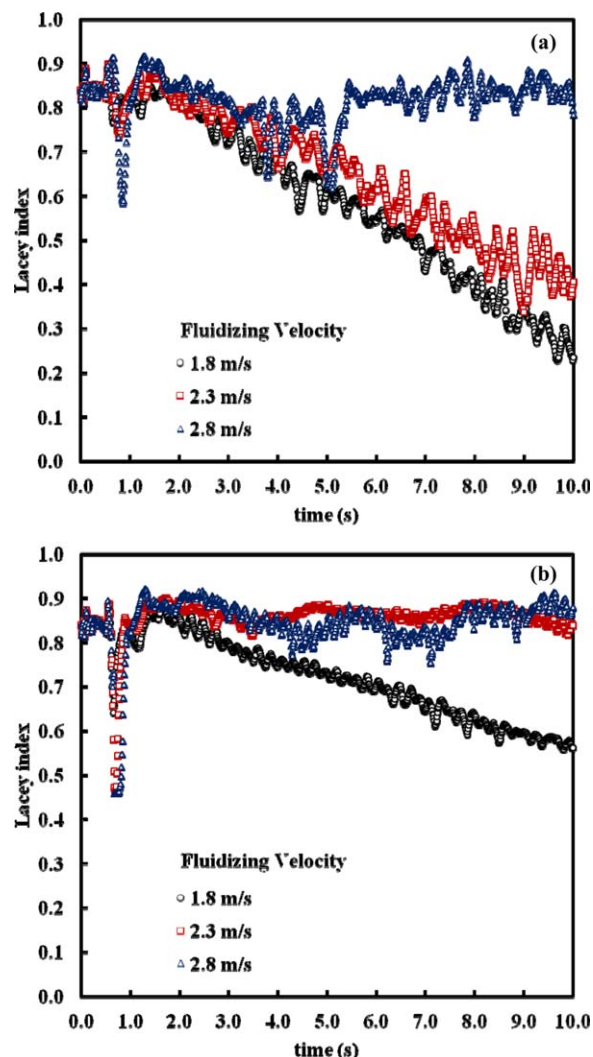 (a)
1.0
0.9
0.8
0.7
0.6
0.5
0.4
0.3
0.2
0.1
0.0
Lacey index
Fluidizing Velocity
1.8 m/s
2.3 m/s
2.8 m/s
0.0 1.0 2.0 3.0 4.0 5.0 6.0 7.0 8.0 9.0 10.0
time (s)
(b)
1.0
0.9
0.8
0.7
0.6
0.5
0.4
0.3
0.2
0.1
0.0
Lacey index
Fluidizing Velocity
1.8 m/s
2.3 m/s
2.8 m/s
0.0 1.0 2.0 3.0 4.0 5.0 6.0 7.0 8.0 9.0 10.0
time (s)